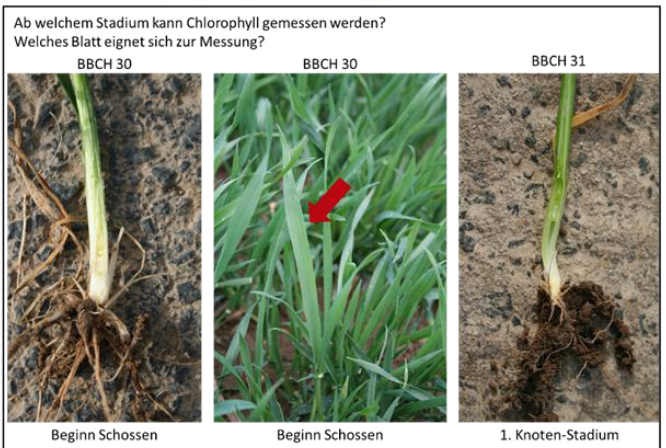 Ab welchem Stadium kann Chlorophyll gemessen werden?
Welches Blatt eignet sich zur Messung?
BBCH 30
BBCH 30
BBCH 31
Beginn Schossen
Beginn Schossen
1. Knoten-Stadium